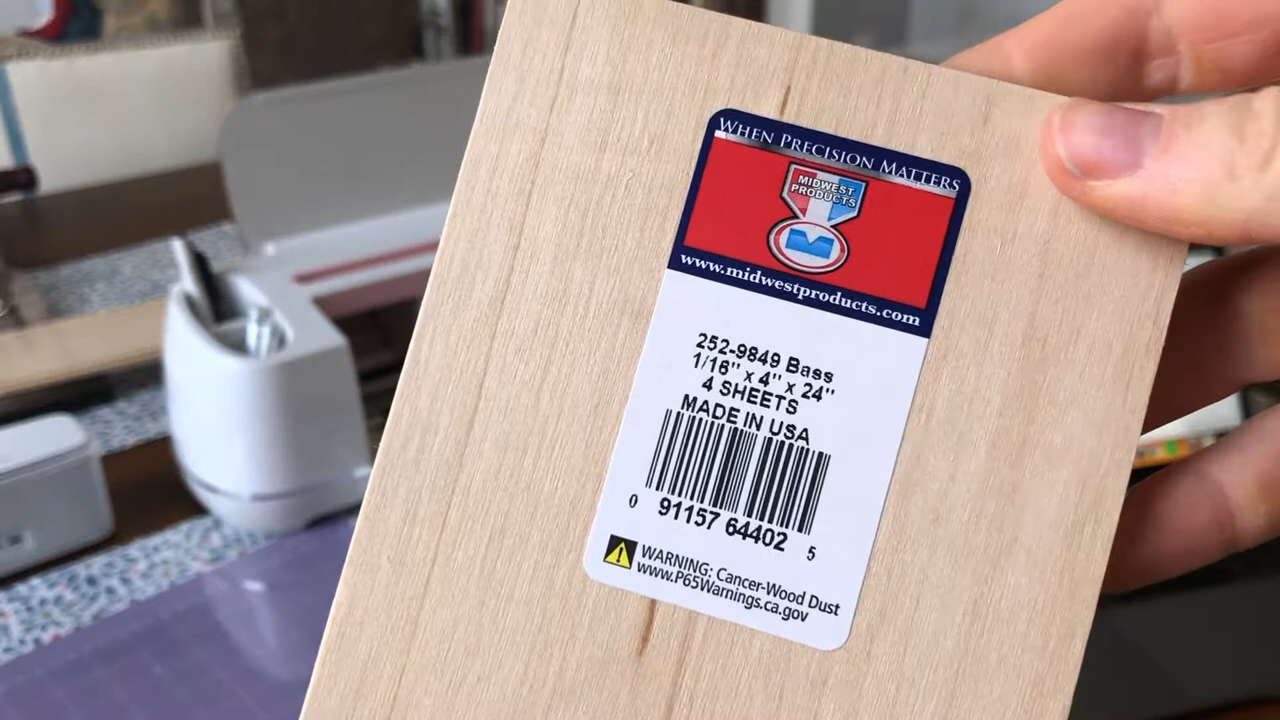 WHEN PRECISION MATTERS
MIDWEST
PRODUCTS
www.midwestproducts.com
252-9849 Bass
1/16" x 4" x 24"
4 SHEETS
MADE IN USA
0 91157 64402 5
WARNING: Cancer-Wood Dust
www.P65Warnings.ca.gov